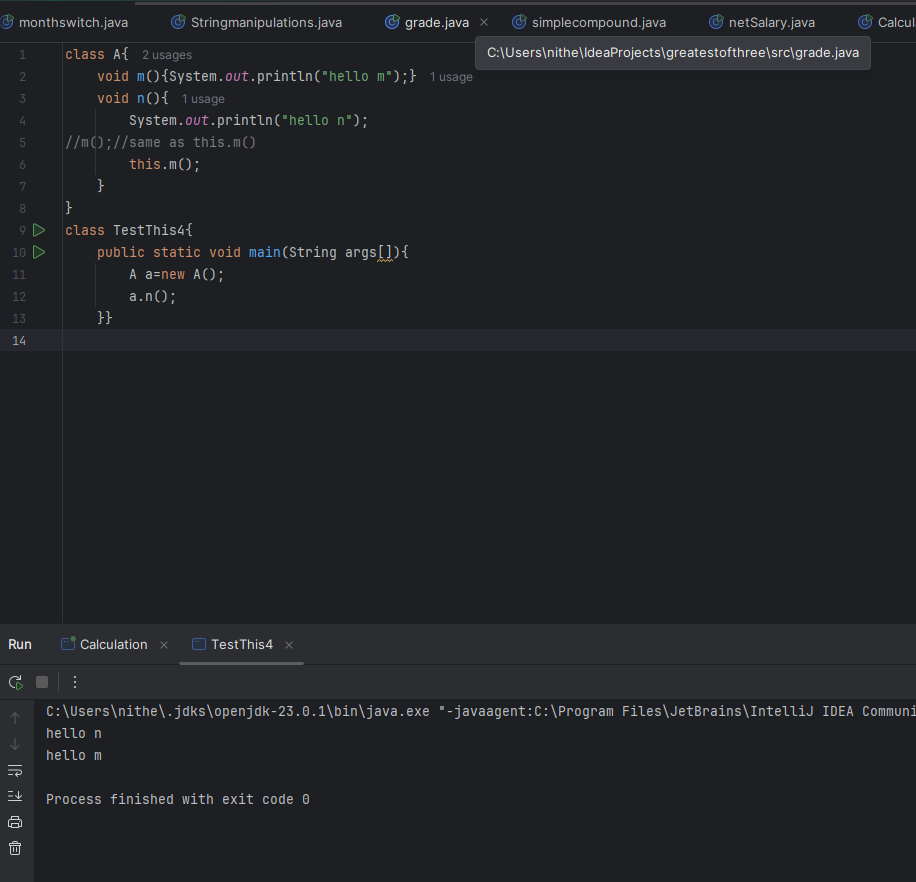 monthswitch.java Stringmanipulations.java grade.java simplecompound.java netSalary.java Calcul
C:\Users\nithe\IdeaProjects\greatestofthree\src\grade.java
1 class A{ 2 usages
2     void m(){System.out.println("hello m");} 1 usage
3     void n(){ 1 usage
4         System.out.println("hello n");
5 //m();//same as this.m()
6         this.m();
7     }
8 }
9 class TestThis4{
10     public static void main(String args[]){
11         A a=new A();
12         a.n();
13     }}
14
Run Calculation TestThis4
C:\Users\nithe\.jdks\openjdk-23.0.1\bin\java.exe "-javaagent:C:\Program Files\JetBrains\IntelliJ IDEA Communi
hello n
hello m
Process finished with exit code 0